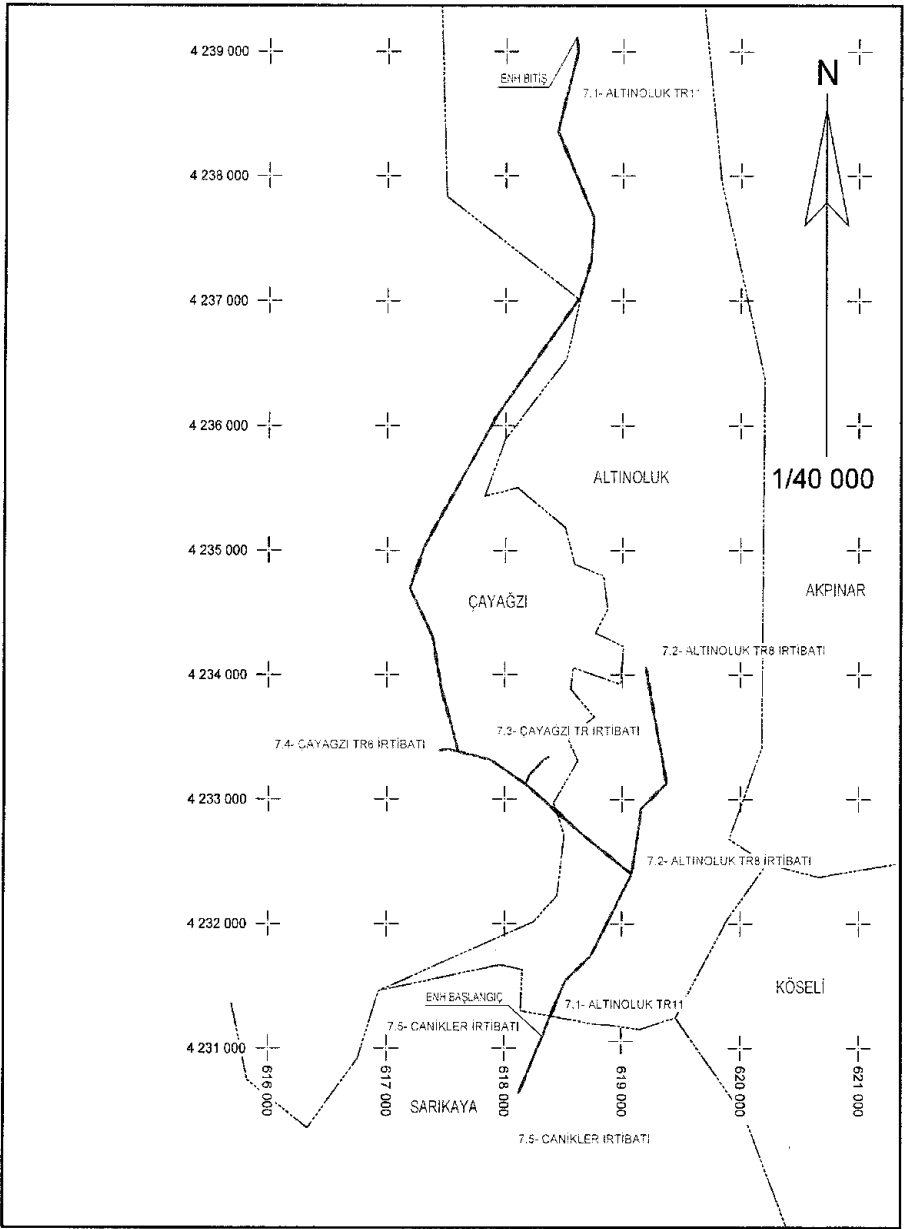 4 239 000
ENH BİTİŞ
7.1- ALTINOLUK TR11
N
4 238 000
4 237 000
4 236 000
ALTINOLUK
1/40 000
4 235 000
ÇAYAĞZI
AKPINAR
7.2- ALTINOLUK TR8 İRTİBATI
4 234 000
7.3- ÇAYAĞZI TR İRTİBATI
7.4- ÇAYAĞZI TR6 İRTİBATI
4 233 000
7.2- ALTINOLUK TR8 İRTİBATI
4 232 000
KÖSELİ
ENH BAŞLANGIÇ
7.1- ALTINOLUK TR11
7.5- CANİKLER İRTİBATI
4 231 000
616 000
617 000
618 000
619 000
620 000
621 000
SARIKAYA
7.5- CANİKLER İRTİBATI